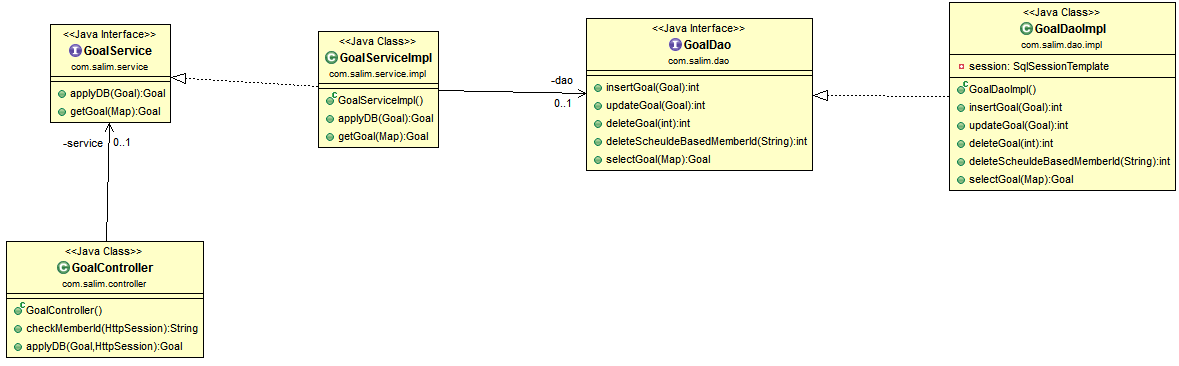 <<Java Interface>>
GoalService
com.salim.service
applyDB(Goal):Goal
getGoal(Map):Goal
-service 0..1
<<Java Class>>
GoalController
com.salim.controller
GoalController()
checkMemberId(HttpSession):String
applyDB(Goal,HttpSession):Goal
<<Java Class>>
GoalServiceImpl
com.salim.service.impl
GoalServiceImpl()
applyDB(Goal):Goal
getGoal(Map):Goal
-dao
0..1
<<Java Interface>>
GoalDao
com.salim.dao
insertGoal(Goal):int
updateGoal(Goal):int
deleteGoal(int):int
deleteScheuldeBasedMemberId(String):int
selectGoal(Map):Goal
<<Java Class>>
GoalDaoImpl
com.salim.dao.impl
session: SqlSessionTemplate
GoalDaoImpl()
insertGoal(Goal):int
updateGoal(Goal):int
deleteGoal(int):int
deleteScheuldeBasedMemberId(String):int
selectGoal(Map):Goal